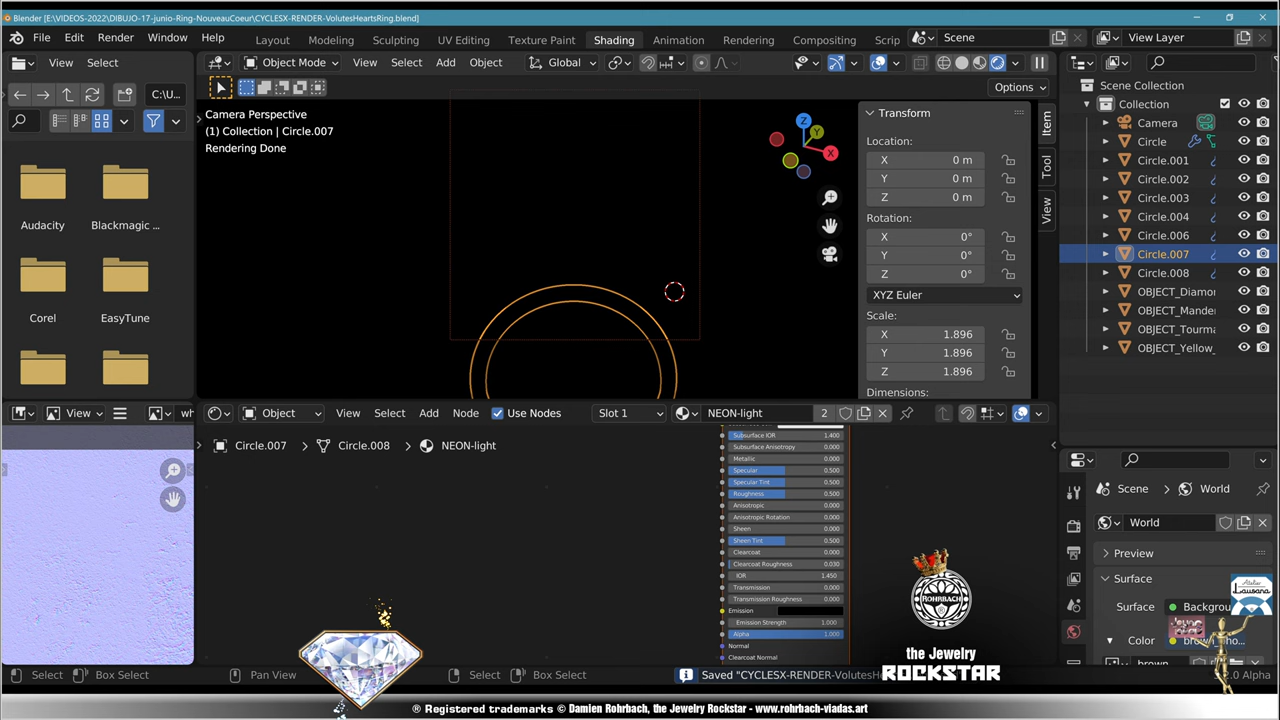 Blender [E:\VIDEOS-2022\DIBUJO-17-junio-Ring-NouveauCoeur\CYCLESX-RENDER-VolutesHeartsRing.blend]
File Edit Render Window Help
Layout Modeling Sculpting UV Editing Texture Paint Shading Animation Rendering Compositing Scrip
Scene
View Layer
View Select
Object Mode View Select Add Object Global
C:\U...
Options
Camera Perspective
(1) Collection | Circle.007
Rendering Done
Z
Y
X
Audacity
Blackmagic ...
Corel
EasyTune
Transform
Location:
X 0 m
Y 0 m
Z 0 m
Rotation:
X 0°
Y 0°
Z 0°
XYZ Euler
Scale:
X 1.896
Y 1.896
Z 1.896
Dimensions:
Item
Tool
View
Scene Collection
Collection
Camera
Circle
Circle.001
Circle.002
Circle.003
Circle.004
Circle.006
Circle.007
Circle.008
OBJECT_Diamor
OBJECT_Mande
OBJECT_Tourma
OBJECT_Yellow_
View
wh
Object View Select Add Node Use Nodes Slot 1 NEON-light 2
Circle.007 > Circle.008 > NEON-light
Subsurface IOR 1.400
Subsurface Anisotropy 0.000
Metallic 0.000
Specular 0.500
Specular Tint 0.500
Roughness 0.500
Anisotropic 0.000
Anisotropic Rotation 0.000
Sheen 0.000
Sheen Tint 0.500
Clearcoat 0.000
Clearcoat Roughness 0.030
IOR 1.450
Transmission 0.000
Transmission Roughness 0.000
Emission
Emission Strength 1.000
Alpha 1.000
Normal
Clearcoat Normal
Scene > World
World
Preview
Surface
Surface Backgrou
Color
brown
Atelier
Lausana
ROHRBACH
the Jewelry
ROCKSTAR
Select Box Select Pan View Select Box Select
Saved "CYCLESX-RENDER-VolutesHe
.0 Alpha
® Registered trademarks © Damien Rohrbach, the Jewelry Rockstar - www.rohrbach-viadas.art